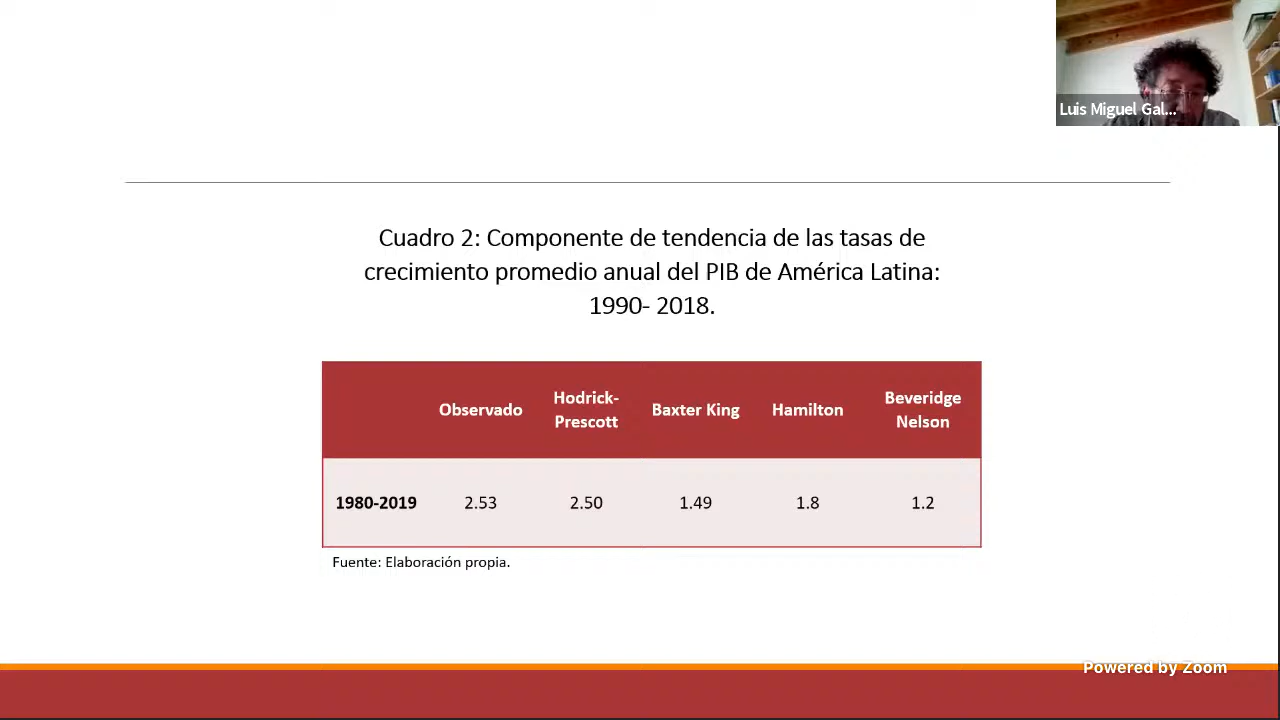 Luis Miguel Gal...
Cuadro 2: Componente de tendencia de las tasas de
crecimiento promedio anual del PIB de América Latina:
1990- 2018.
Observado Hodrick-Prescott Baxter King Hamilton Beveridge Nelson
1980-2019 2.53 2.50 1.49 1.8 1.2
Fuente: Elaboración propia.
Powered by Zoom